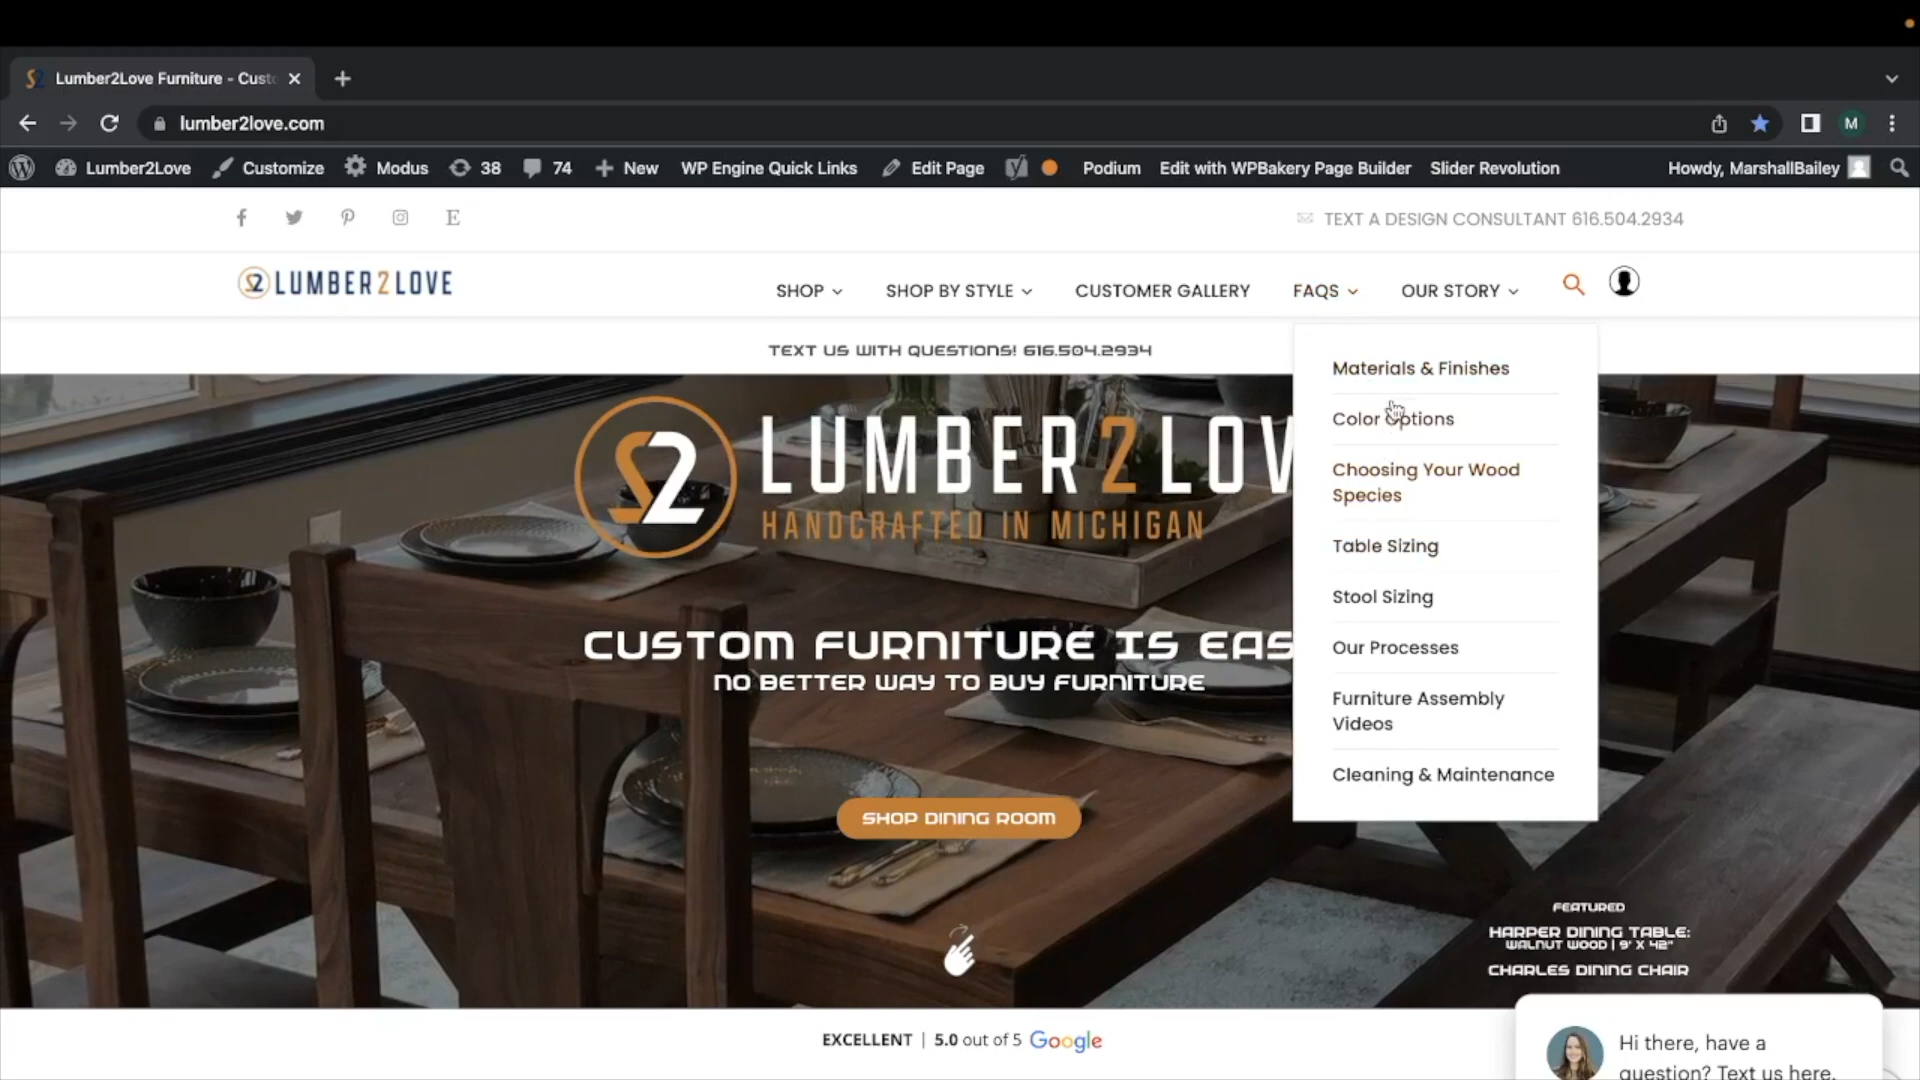 Lumber2Love Furniture - Custo
lumber2love.com
M
Lumber2Love Customize Modus 38 74 New WP Engine Quick Links Edit Page Podium Edit with WPBakery Page Builder Slider Revolution Howdy, MarshallBailey
TEXT A DESIGN CONSULTANT 616.504.2934
LUMBER2LOVE
SHOP SHOP BY STYLE CUSTOMER GALLERY FAQS OUR STORY
TEXT US WITH QUESTIONS! 616.504.2934
Materials & Finishes
Color Options
Choosing Your Wood
Species
Table Sizing
Stool Sizing
Our Processes
Furniture Assembly
Videos
Cleaning & Maintenance
LUMBER2LOV
HANDCRAFTED IN MICHIGAN
CUSTOM FURNITURE IS EAS
NO BETTER WAY TO BUY FURNITURE
SHOP DINING ROOM
FEATURED
HARPER DINING TABLE:
WALNUT WOOD | 9' X 42"
CHARLES DINING CHAIR
EXCELLENT | 5.0 out of 5 Google
Hi there, have a
question? Text us here.